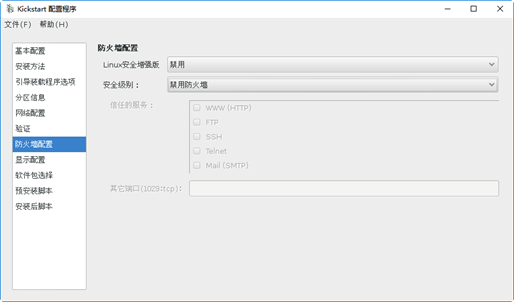 Kickstart 配置程序
文件(F) 帮助(H)
基本配置
安装方法
引导装载程序选项
分区信息
网络配置
验证
防火墙配置
显示配置
软件包选择
预安装脚本
安装后脚本
防火墙配置
Linux安全增强版 禁用
安全级别： 禁用防火墙
信任的服务：
WWW (HTTP)
FTP
SSH
Telnet
Mail (SMTP)
其它端口(1029:tcp):